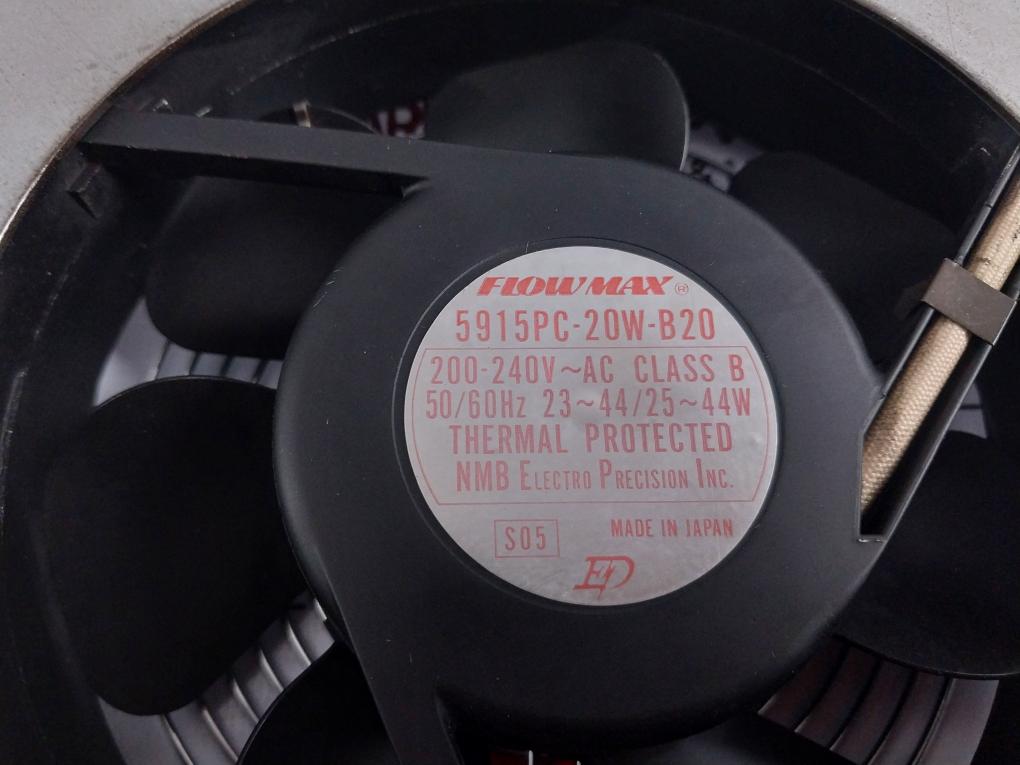 FLOWMAX®
5915PC-20W-B20
200-240V~AC CLASS B
50/60Hz 23~44/25~44W
THERMAL PROTECTED
NMB ELECTRO PRECISION INC.
S05 MADE IN JAPAN